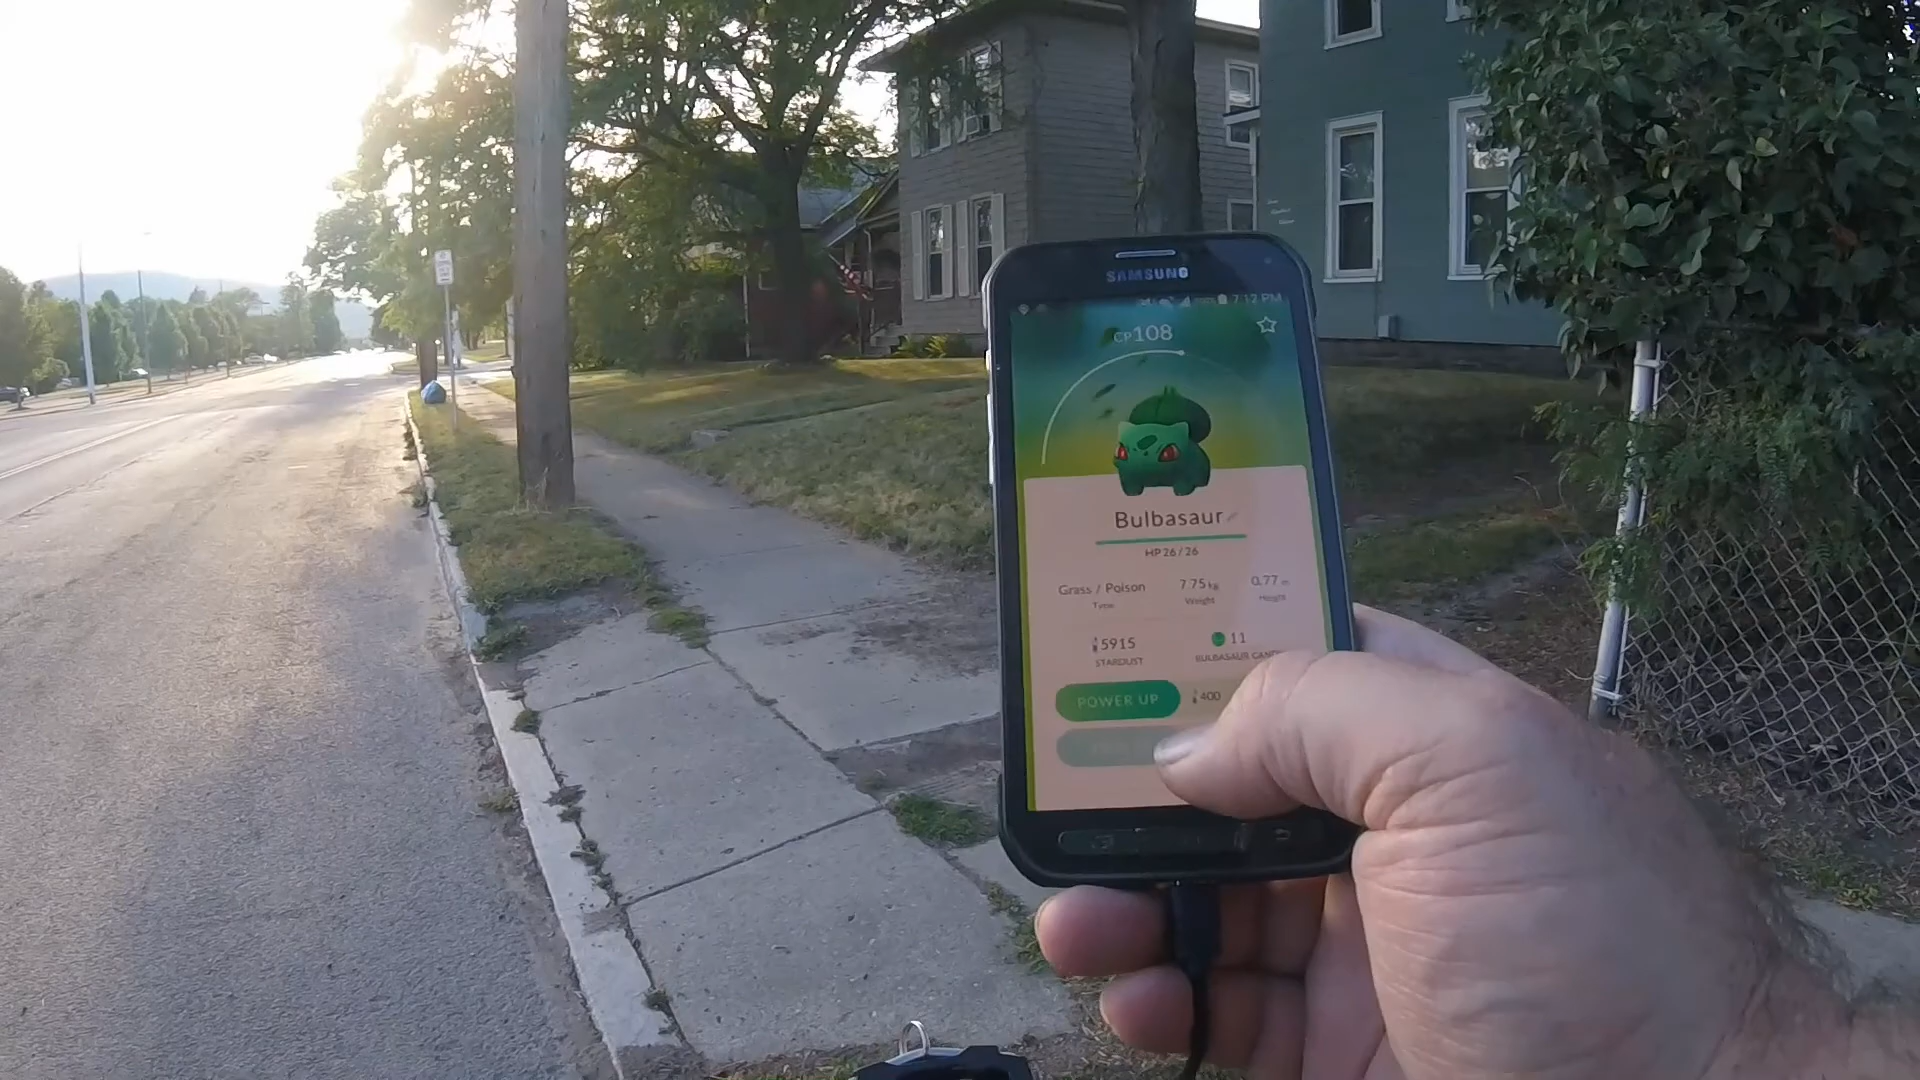 SAMSUNG
7:12 PM
CP108
Bulbasaur
HP 26 / 26
Grass / Poison
7.75 kg
0.77 m
Type
Weight
Height
5915
11
STARDUST
BULBASAUR CANDY
POWER UP
400